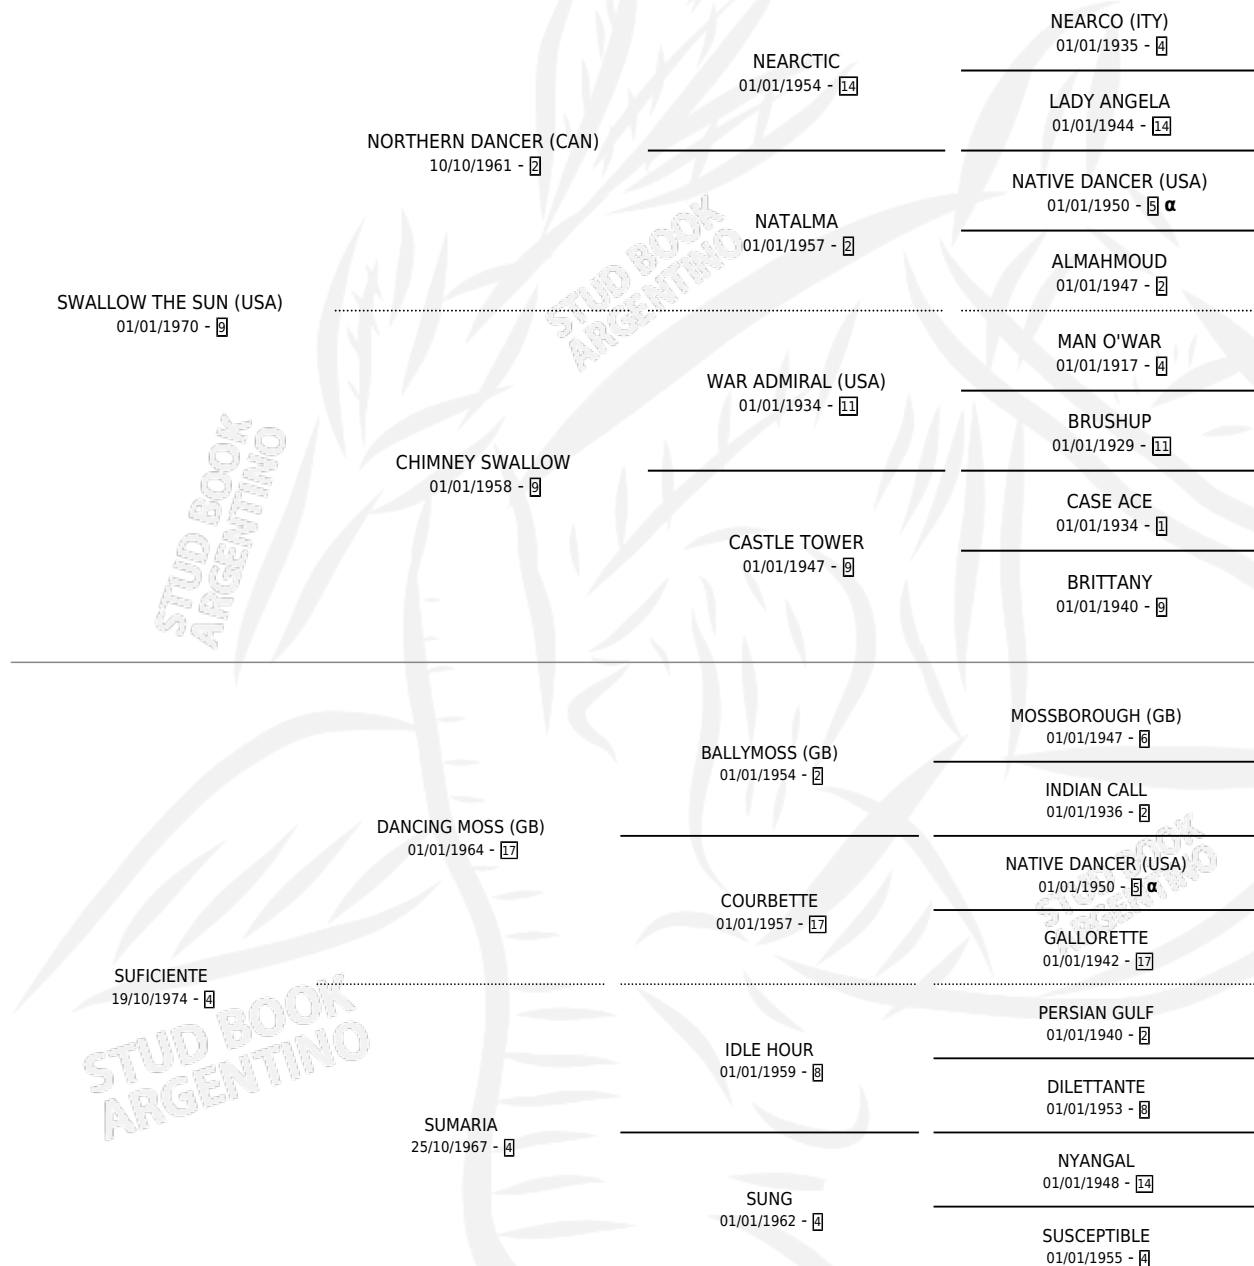 NEARCO (ITY)
01/01/1935 - 4
NEARCTIC
01/01/1954 - 14
LADY ANGELA
01/01/1944 - 14
NORTHERN DANCER (CAN)
10/10/1961 - 2
NATIVE DANCER (USA)
01/01/1950 - 5 α
NATALMA
01/01/1957 - 2
ALMAHMOUD
01/01/1947 - 2
SWALLOW THE SUN (USA)
01/01/1970 - 9
MAN O'WAR
01/01/1917 - 4
WAR ADMIRAL (USA)
01/01/1934 - 11
BRUSHUP
01/01/1929 - 11
CHIMNEY SWALLOW
01/01/1958 - 9
CASE ACE
01/01/1934 - 1
CASTLE TOWER
01/01/1947 - 9
BRITTANY
01/01/1940 - 9
MOSSBOROUGH (GB)
01/01/1947 - 6
BALLYMOSS (GB)
01/01/1954 - 2
INDIAN CALL
01/01/1936 - 2
DANCING MOSS (GB)
01/01/1964 - 17
NATIVE DANCER (USA)
01/01/1950 - 5 α
COURBETTE
01/01/1957 - 17
GALLORETTE
01/01/1942 - 17
SUFICIENTE
19/10/1974 - 4
PERSIAN GULF
01/01/1940 - 2
IDLE HOUR
01/01/1959 - 8
DILETTANTE
01/01/1953 - 8
SUMARIA
25/10/1967 - 4
NYANGAL
01/01/1948 - 14
SUNG
01/01/1962 - 4
SUSCEPTIBLE
01/01/1955 - 4
STUD BOOK
ARGENTINO
STUD BOOK
ARGENTINO
STUD BOOK
ARGENTINO
STUD BOOK
ARGENTINO